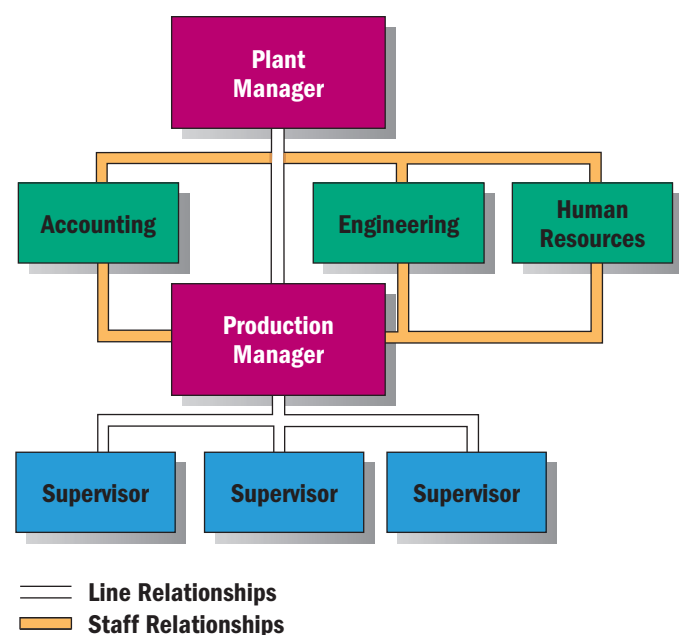 Plant
Manager
Accounting
Engineering
Human
Resources
Production
Manager
Supervisor
Supervisor
Supervisor
Line Relationships
Staff Relationships